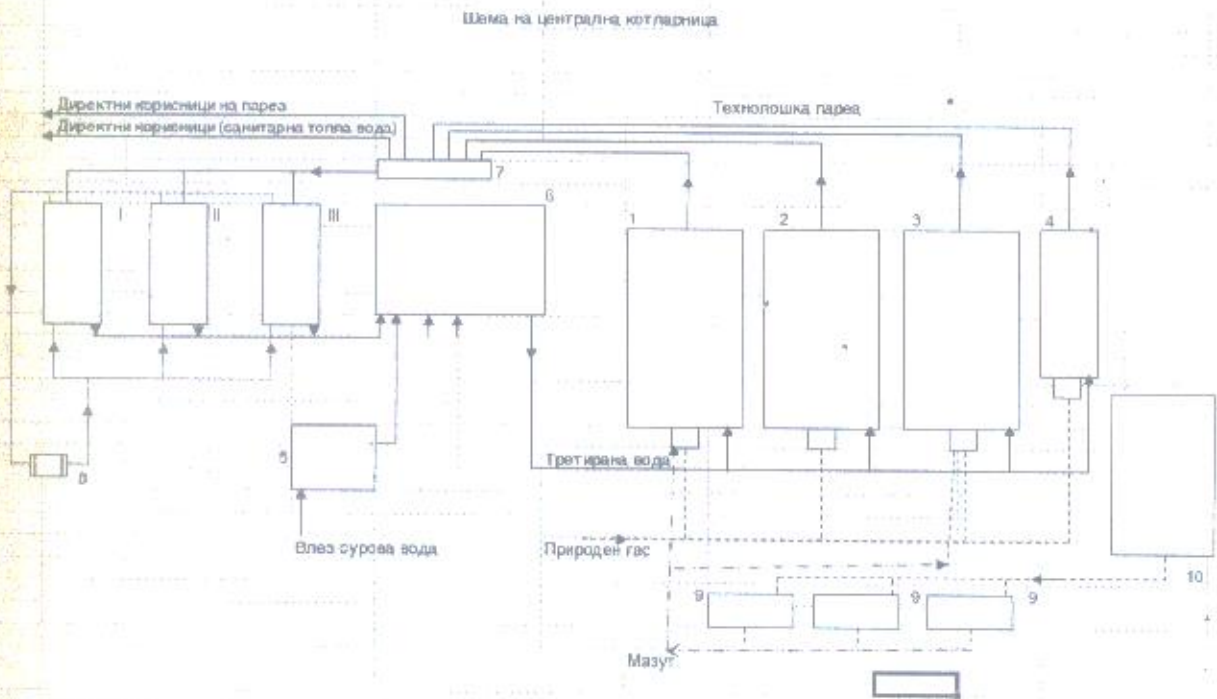 Шема на централна котларница
Директни корисници на пареа
Технолошка пареа
Директни корисници (санитарна топла вода)
7
6
I
II
III
1
2
3
4
5
8
Третирана вода
Влез сурова вода
Природен гас
10
9
9
9
Мазут